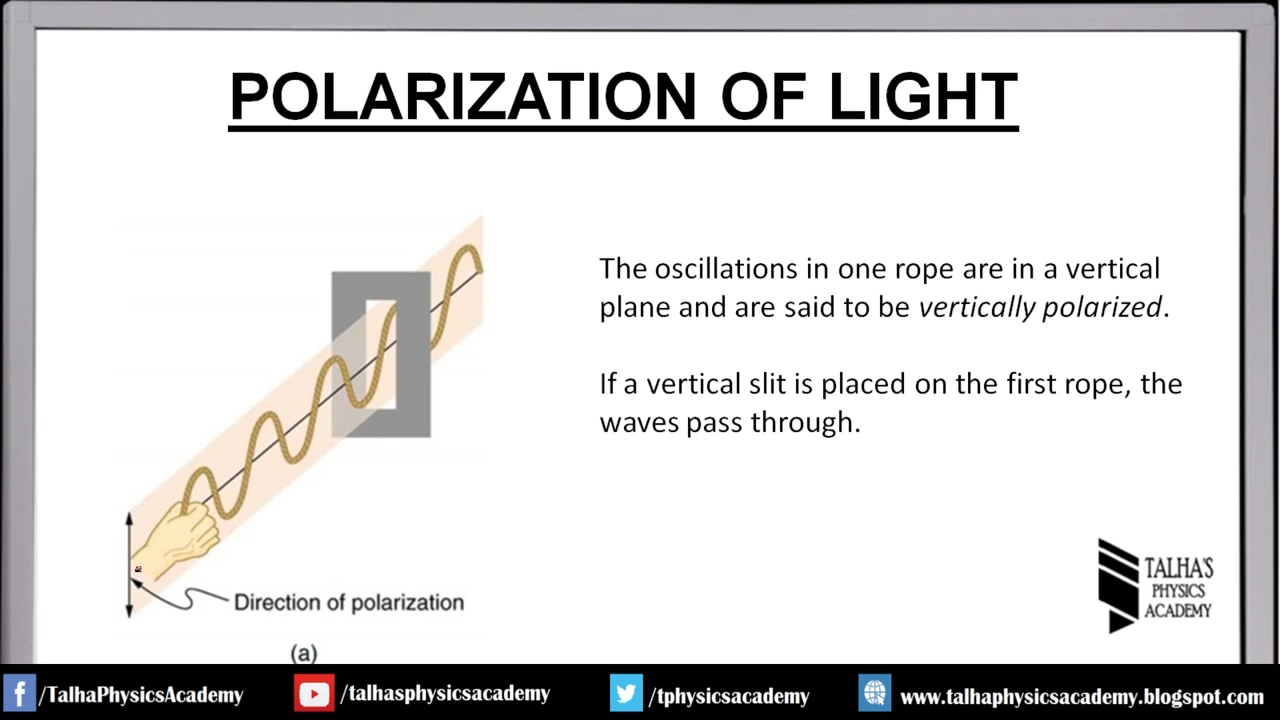 POLARIZATION OF LIGHT
The oscillations in one rope are in a vertical
plane and are said to be vertically polarized.
If a vertical slit is placed on the first rope, the
waves pass through.
Direction of polarization
(a)
TALHA'S
PHYSICS
ACADEMY
/TalhaPhysicsAcademy
/talhasphysicsacademy
/tphysicsacademy
www.talhaphysicsacademy.blogspot.com